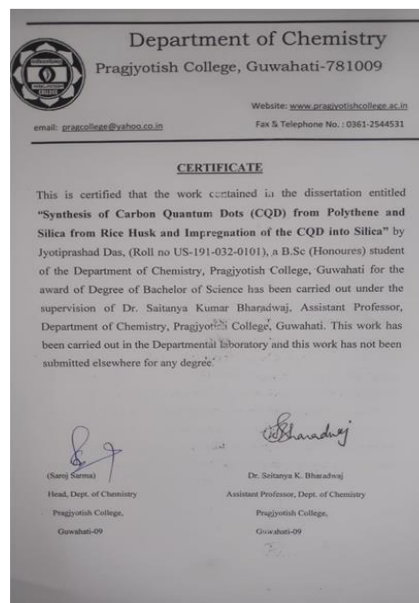 Department of Chemistry
Pragjyotish College, Guwahati-781009
Website: www.pragjyotishcollege.ac.in
email: pragcollege@yahoo.co.in
Fax & Telephone No. : 0361-2544531
CERTIFICATE
This is certified that the work contained in the dissertation entitled
“Synthesis of Carbon Quantum Dots (CQD) from Polythene and
Silica from Rice Husk and Impregnation of the CQD into Silica” by
Jyotiprashad Das, (Roll no US-191-032-0101), a B.Sc (Honoures) student
of the Department of Chemistry, Pragjyotish College, Guwahati for the
award of Degree of Bachelor of Science has been carried out under the
supervision of Dr. Saitanya Kumar Bharadwaj, Assistant Professor,
Department of Chemistry, Pragjyotish College, Guwahati. This work has
been carried out in the Departmental laboratory and this work has not been
submitted elsewhere for any degree.
Bharadwaj
(Saroj Sarma)
Dr. Seitanya K. Bharadwaj
Head, Dept. of Chemistry
Assistant Professor, Dept. of Chemistry
Pragjyotish College,
Pragjyotish College,
Guwahati-09
Guwahati-09